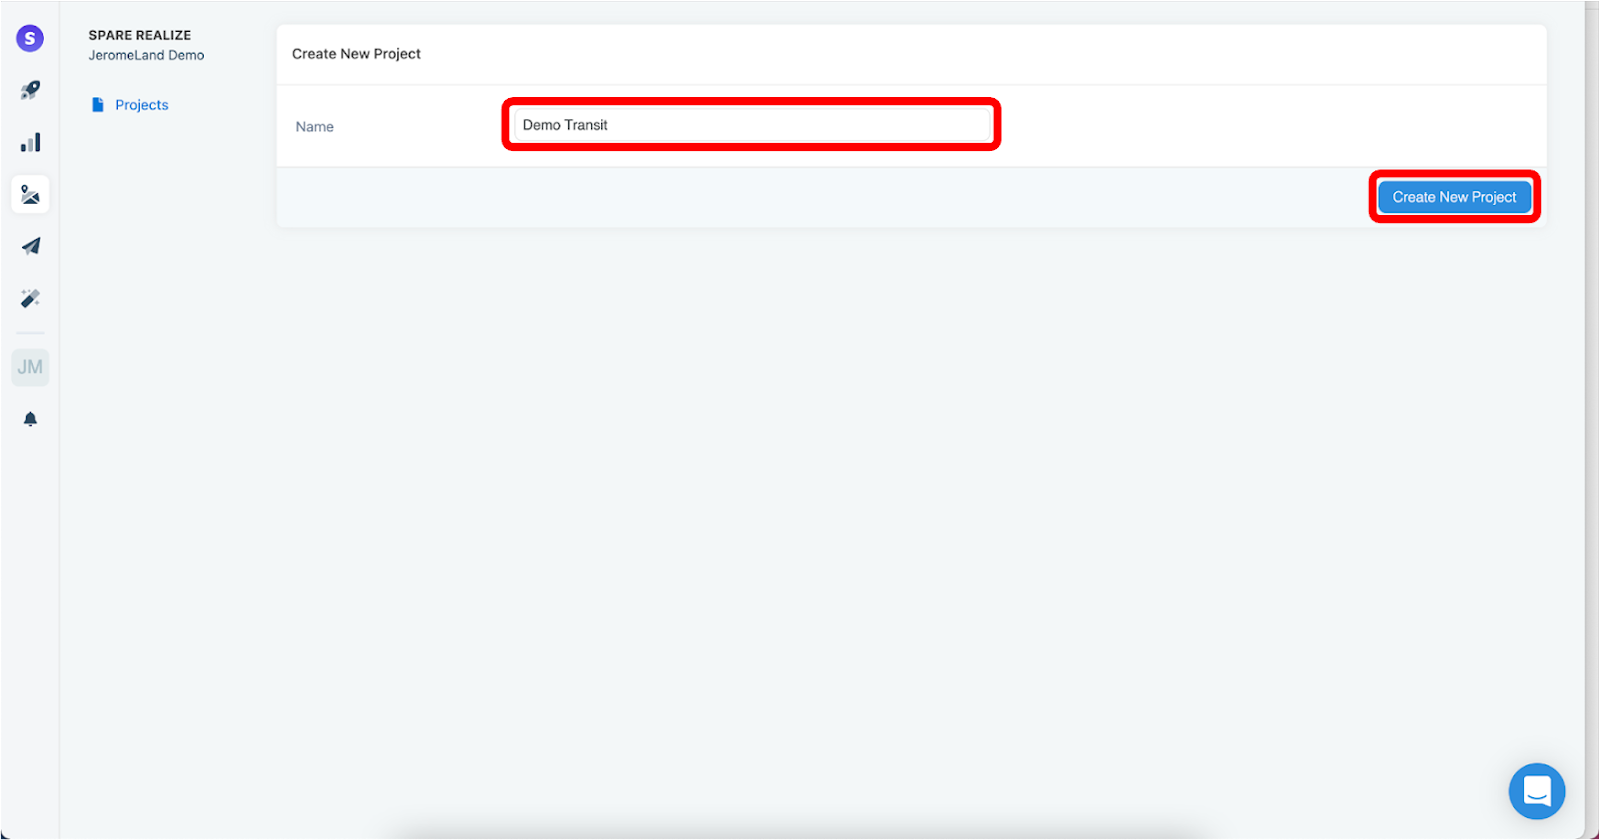 S
SPARE REALIZE
JeromeLand Demo
Projects
JM
Create New Project
Name
Demo Transit
Create New Project